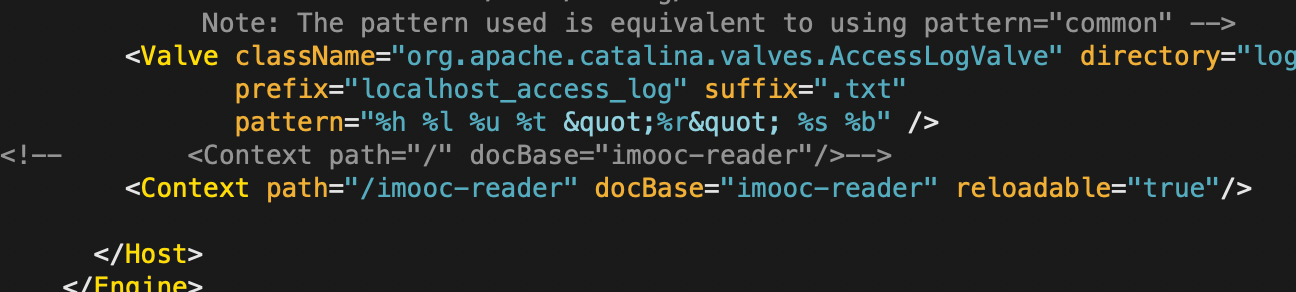 Note: The pattern used is equivalent to using pattern="common" -->
<Valve className="org.apache.catalina.valves.AccessLogValve" directory="log
prefix="localhost_access_log" suffix=".txt"
pattern="%h %l %u %t &quot;%r&quot; %s %b" />
<!-- <Context path="/" docBase="imooc-reader"/>-->
<Context path="/imooc-reader" docBase="imooc-reader" reloadable="true"/>
</Host>
</Engine>